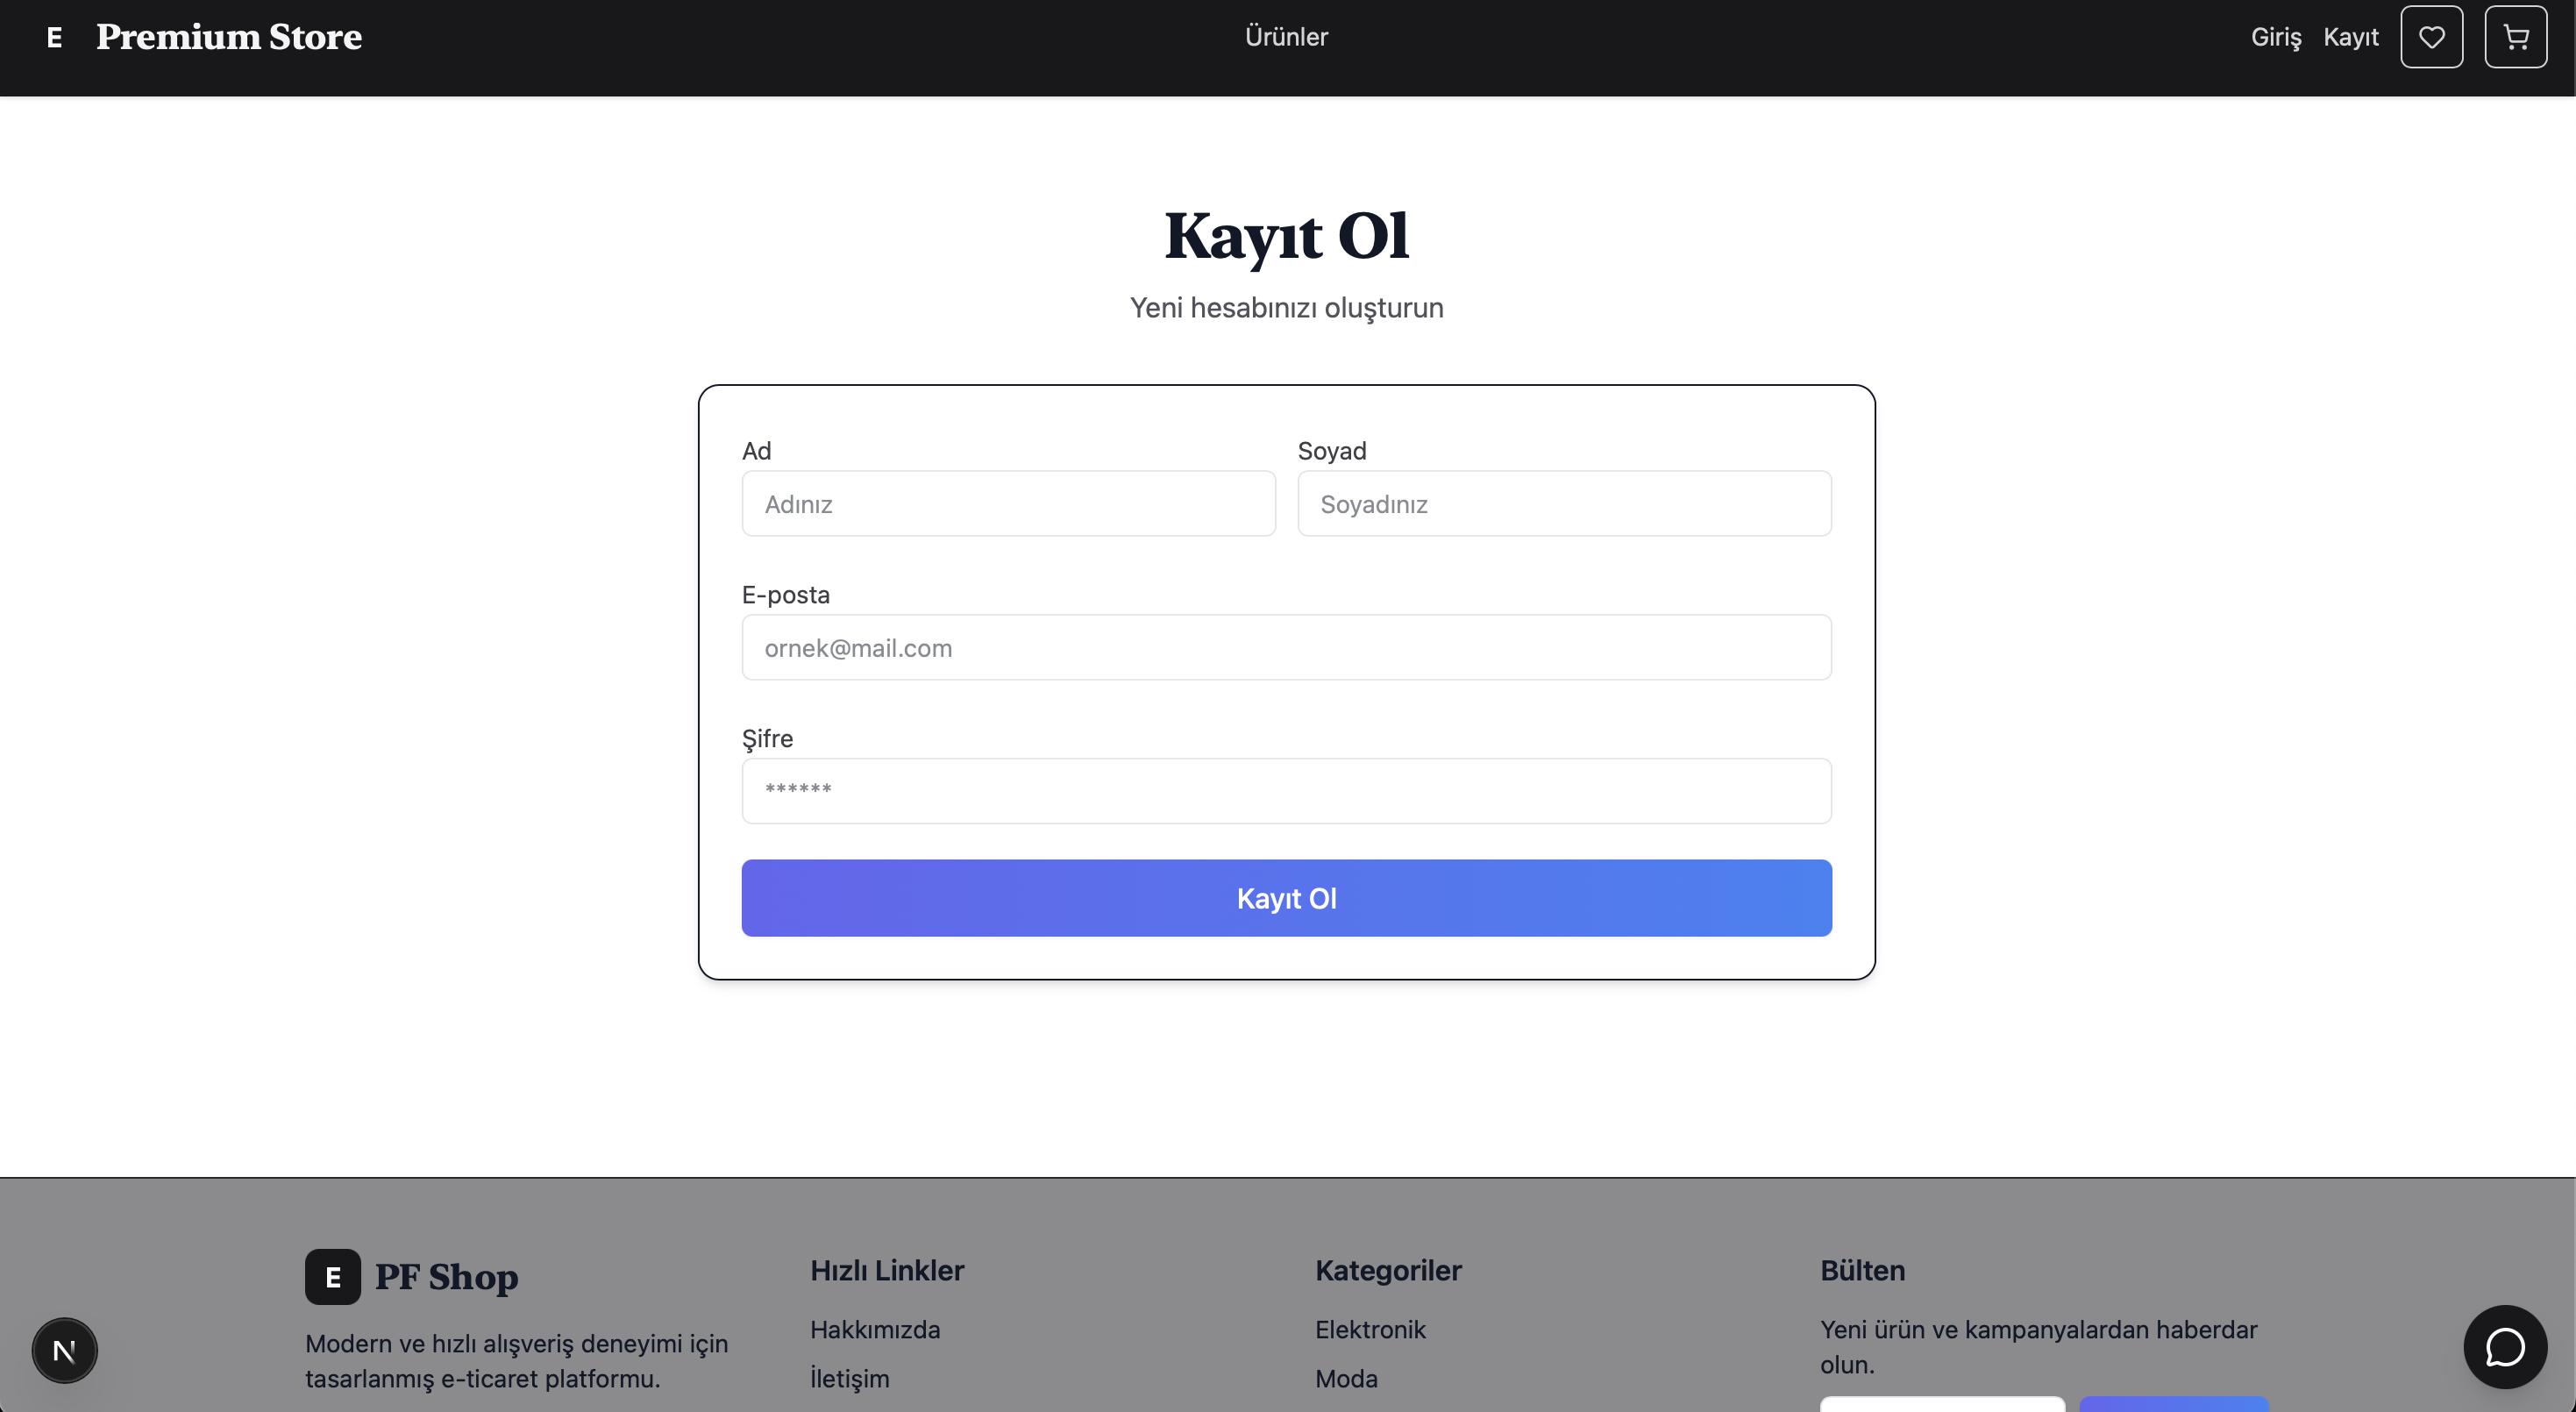 E Premium Store Ürünler Giriş Kayıt
Kayıt Ol
Yeni hesabınızı oluşturun
Ad Soyad
Adınız Soyadınız
E-posta
ornek@mail.com
Şifre
******
Kayıt Ol
E PF Shop
Modern ve hızlı alışveriş deneyimi için
tasarlanmış e-ticaret platformu.
Hızlı Linkler
Hakkımızda
İletişim
Kategoriler
Elektronik
Moda
Bülten
Yeni ürün ve kampanyalardan haberdar
olun.
N